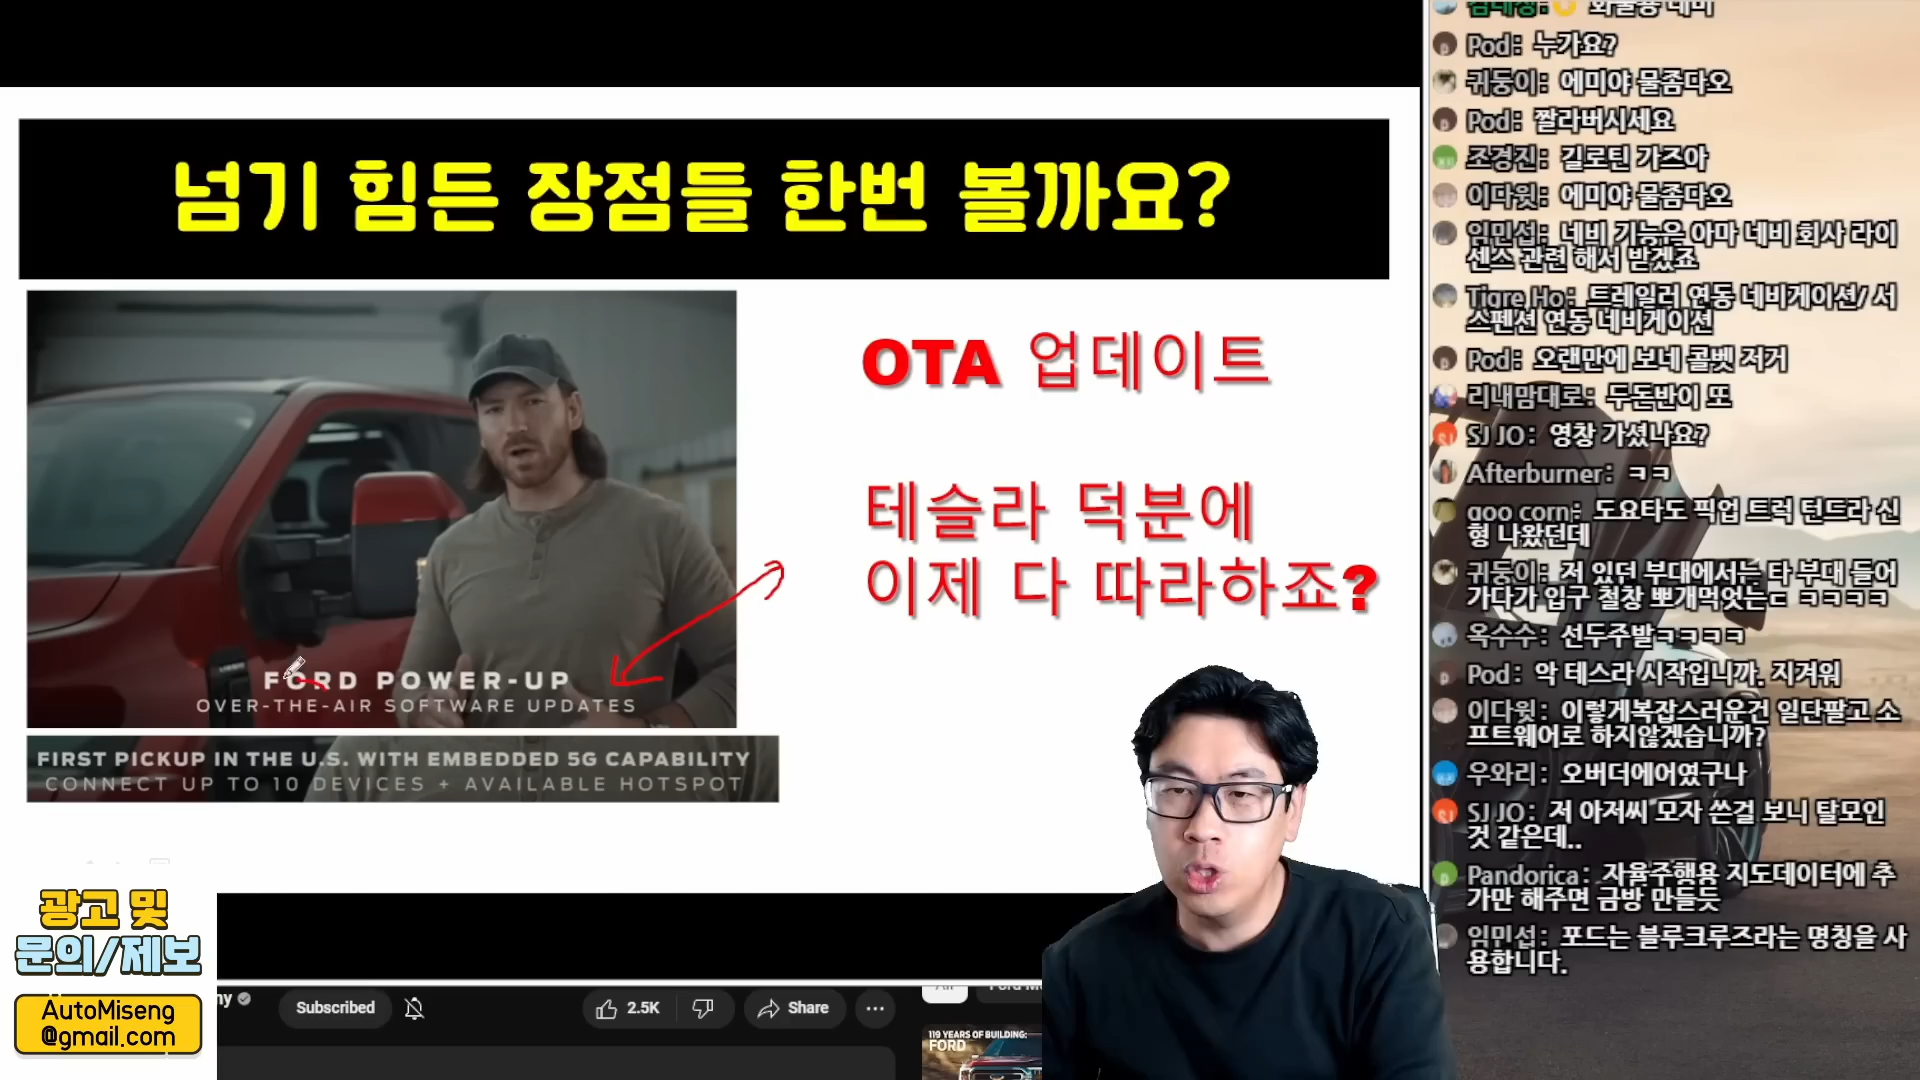 넘기 힘든 장점들 한번 볼까요?
OTA 업데이트
테슬라 덕분에
이제 다 따라하죠?
FORD POWER-UP
OVER-THE-AIR SOFTWARE UPDATES
FIRST PICKUP IN THE U.S. WITH EMBEDDED 5G CAPABILITY
CONNECT UP TO 10 DEVICES + AVAILABLE HOTSPOT
광고 및
문의/제보
AutoMiseng
@gmail.com
Subscribed
2.5K
Share
119 YEARS OF BUILDING:
FORD
화물용 네비
Pod: 누가요?
귀둥이: 에미야 물좀다오
Pod: 짤라버시세요
조경진: 길로틴 가즈아
이다윗: 에미야 물좀다오
임민섭: 네비 기능은 아마 네비 회사 라이
센스 관련 해서 받겠죠
Tigre Ho: 트레일러 연동 네비게이션/ 서
스펜션 연동 네비게이션
Pod: 오랜만에 보네 콜벳 저거
리내맘대로: 두돈반이 또
SJ JO: 영창 가셨나요?
Afterburner: ㅋㅋ
goo corn: 도요타도 픽업 트럭 턴드라 신
형 나왔던데
귀둥이: 저 있던 부대에서는 타 부대 들어
가다가 입구 철창 뽀개먹엇는ㄷ ㅋㅋㅋㅋ
옥수수: 선두주발ㅋㅋㅋㅋ
Pod: 악 테스라 시작입니까. 지겨워
이다윗: 이렇게복잡스러운건 일단팔고 소
프트웨어로 하지않겠습니까?
우와리: 오버더에어였구나
SJ JO: 저 아저씨 모자 쓴걸 보니 탈모인
것 같은데..
Pandorica: 자율주행용 지도데이터에 추
가만 해주면 금방 만들듯
임민섭: 포드는 블루크루즈라는 명칭을 사
용합니다.